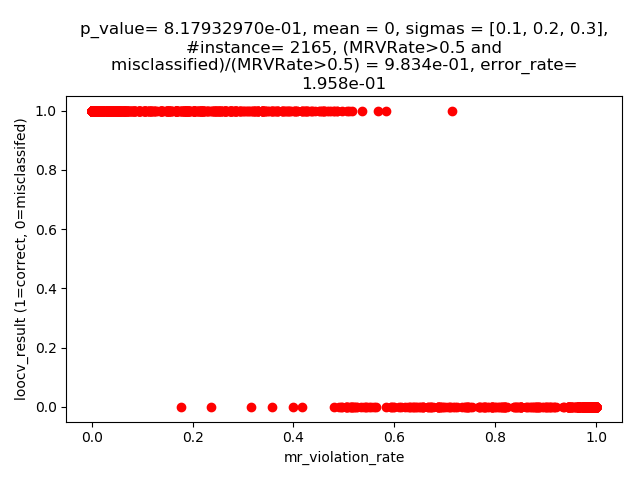 p_value= 8.17932970e-01, mean = 0, sigmas = [0.1, 0.2, 0.3],
#instance= 2165, (MRVRate>0.5 and
misclassified)/(MRVRate>0.5) = 9.834e-01, error_rate=
1.958e-01
loocv_result (1=correct, 0=misclassifed)
1.0
0.8
0.6
0.4
0.2
0.0
0.0 0.2 0.4 0.6 0.8 1.0
mr_violation_rate